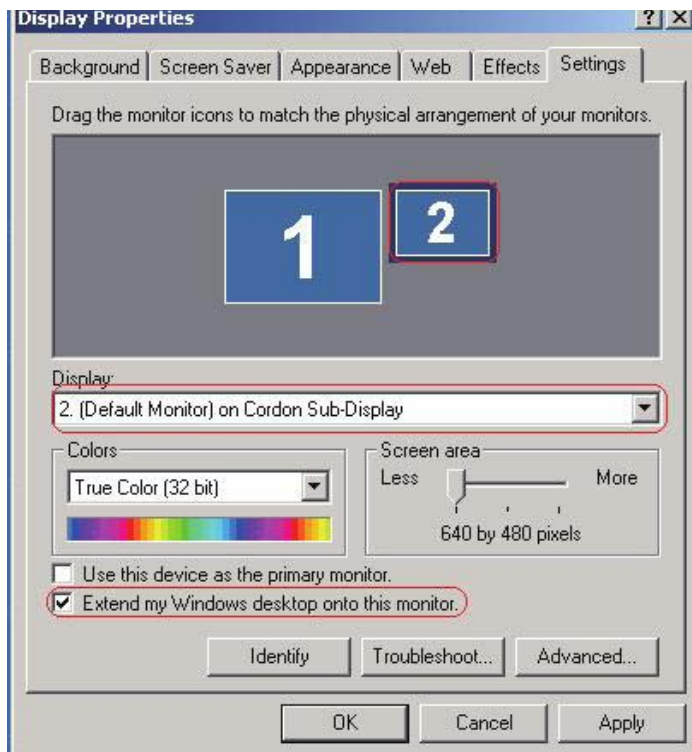 Display Properties
Background Screen Saver Appearance Web Effects Settings
Drag the monitor icons to match the physical arrangement of your monitors.
1 2
Display:
2. (Default Monitor) on Cordon Sub-Display
Colors Screen area
True Color (32 bit) Less More
640 by 480 pixels
Use this device as the primary monitor.
Extend my Windows desktop onto this monitor.
Identify Troubleshoot... Advanced...
OK Cancel Apply